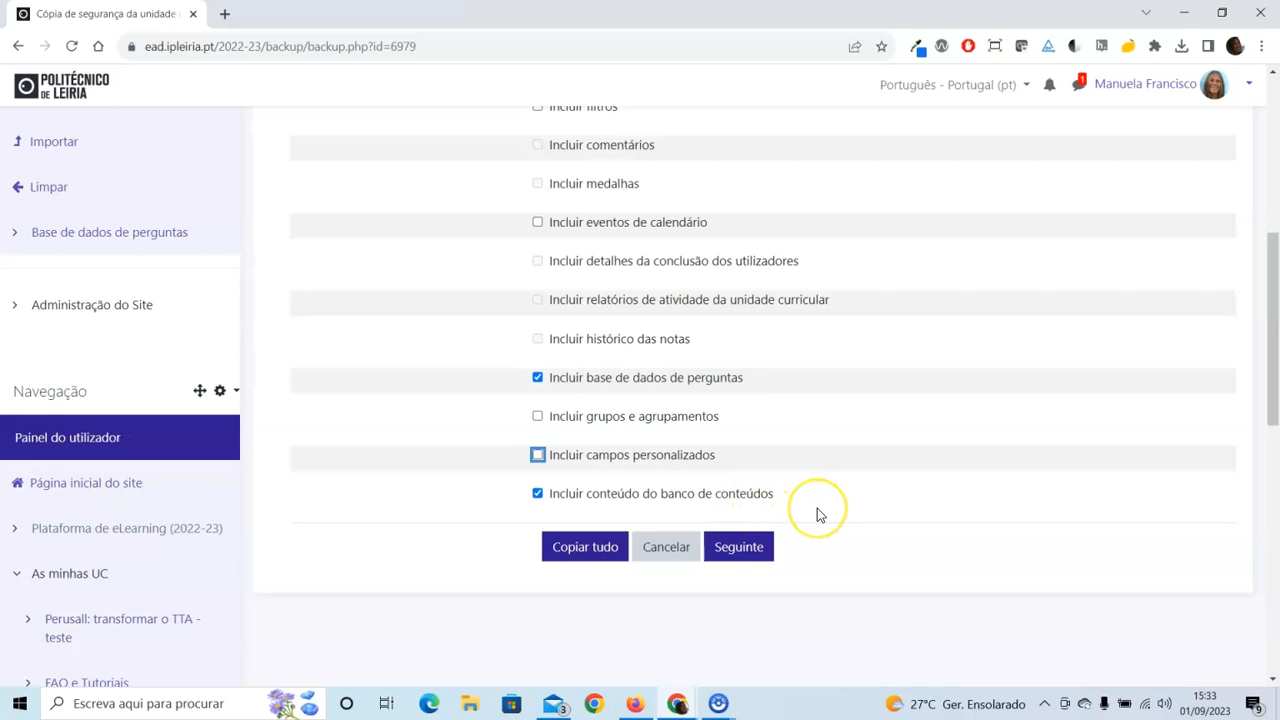 Cópia de segurança da unidade c
ead.ipleiria.pt/2022-23/backup/backup.php?id=6979
POLITÉCNICO
DE LEIRIA
Português - Portugal (pt)
1
Manuela Francisco
Importar
Limpar
Base de dados de perguntas
Administração do Site
Navegação
Painel do utilizador
Página inicial do site
Plataforma de eLearning (2022-23)
As minhas UC
Perusall: transformar o TTA -
teste
FAQ e Tutoriais
Incluir filtros
Incluir comentários
Incluir medalhas
Incluir eventos de calendário
Incluir detalhes da conclusão dos utilizadores
Incluir relatórios de atividade da unidade curricular
Incluir histórico das notas
Incluir base de dados de perguntas
Incluir grupos e agrupamentos
Incluir campos personalizados
Incluir conteúdo do banco de conteúdos
Copiar tudo
Cancelar
Seguinte
Escreva aqui para procurar
3
27°C Ger. Ensolarado
15:33
01/09/2023
9